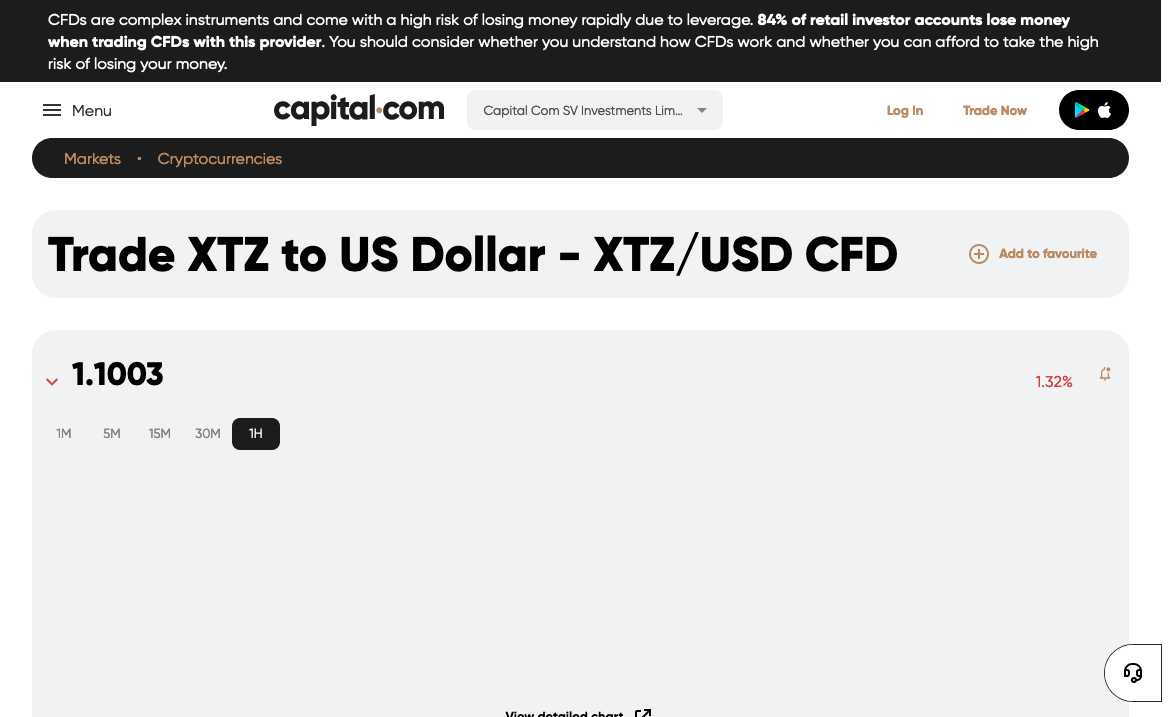 CFDs are complex instruments and come with a high risk of losing money rapidly due to leverage. 84% of retail investor accounts lose money
when trading CFDs with this provider. You should consider whether you understand how CFDs work and whether you can afford to take the high
risk of losing your money.
Menu
capital.com
Capital Com SV Investments Lim...
Log In
Trade Now
Markets • Cryptocurrencies
Trade XTZ to US Dollar - XTZ/USD CFD
Add to favourite
1.1003
1.32%
1M 5M 15M 30M 1H
View detailed chart